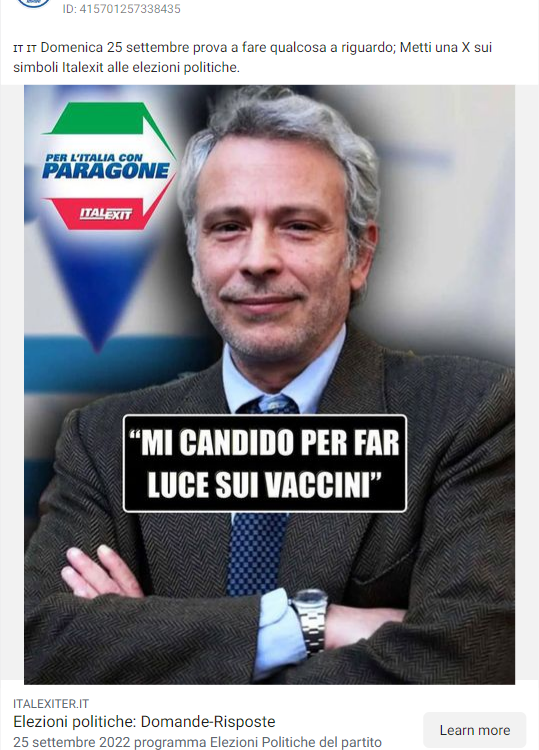 ID: 415701257338435
IT IT Domenica 25 settembre prova a fare qualcosa a riguardo; Metti una X sui
simboli Italexit alle elezioni politiche.
PER L'ITALIA CON
PARAGONE
ITALEXIT
“MI CANDIDO PER FAR
LUCE SUI VACCINI”
ITALEXITER.IT
Elezioni politiche: Domande-Risposte
25 settembre 2022 programma Elezioni Politiche del partito
Learn more